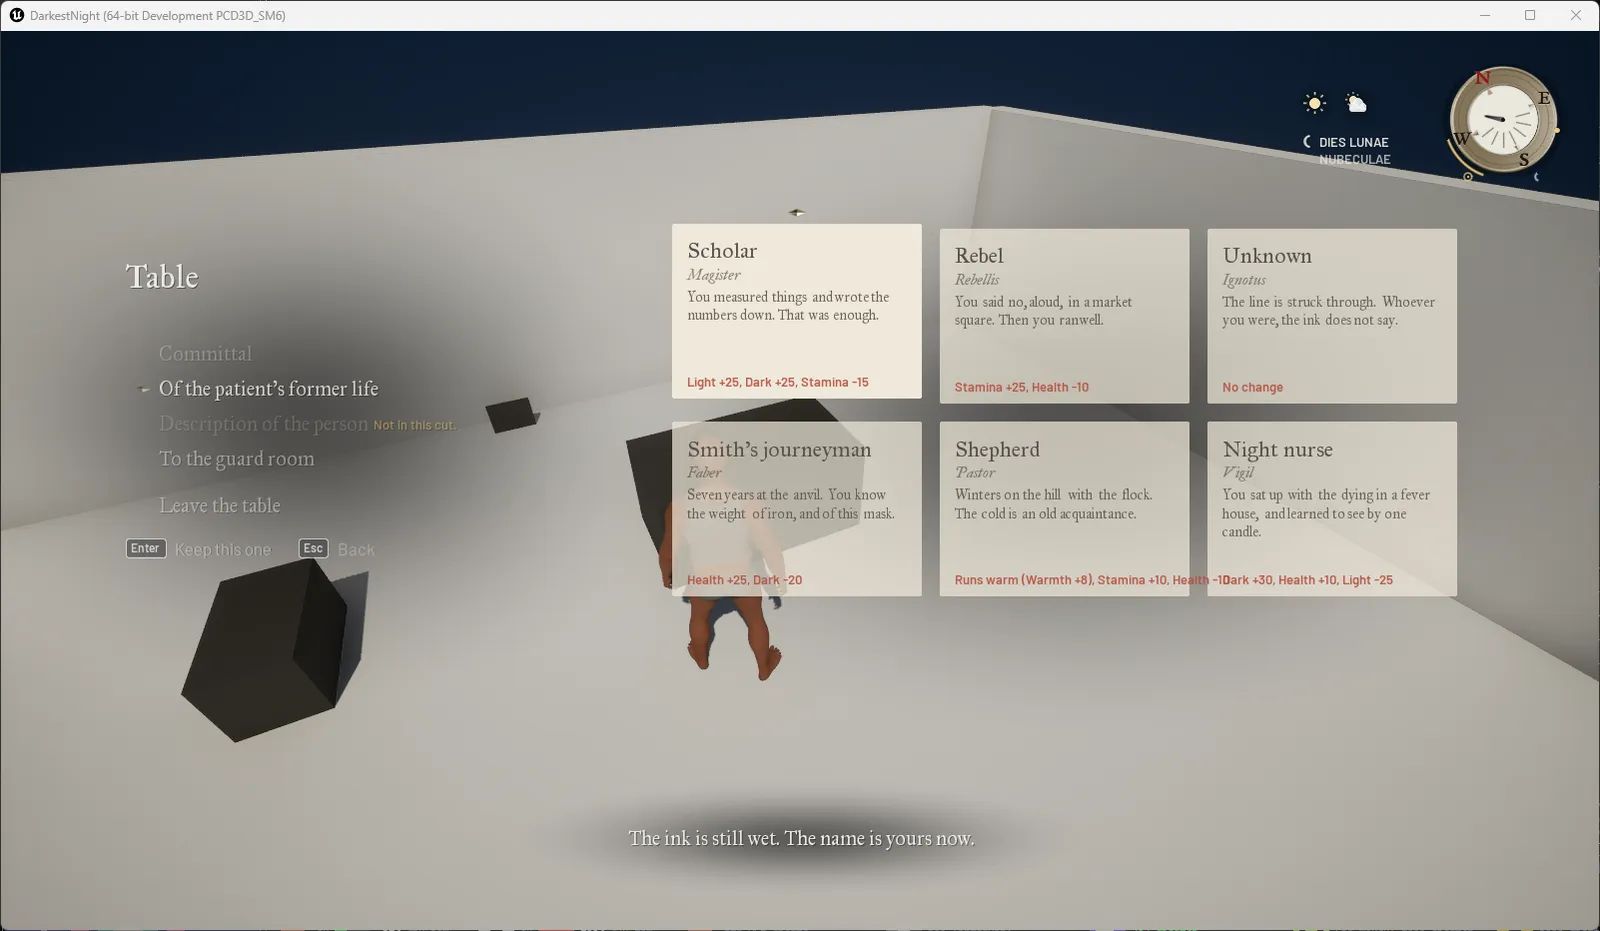 DarkestNight (64-bit Development PCD3D_SM6)
N
E
W
S
DIES LUNAE
NUBECULAE
Table
Committal
Of the patient's former life
Description of the person Not in this cut.
To the guard room
Leave the table
Enter Keep this one Esc Back
Scholar
Magister
You measured things and wrote the
numbers down. That was enough.
Light +25, Dark +25, Stamina -15
Rebel
Rebellis
You said no, aloud, in a market
square. Then you ran well.
Stamina +25, Health -10
Unknown
Ignotus
The line is struck through. Whoever
you were, the ink does not say.
No change
Smith's journeyman
Faber
Seven years at the anvil. You know
the weight of iron, and of this mask.
Health +25, Dark -20
Shepherd
Pastor
Winters on the hill with the flock.
The cold is an old acquaintance.
Runs warm (Warmth +8), Stamina +10, Health -10
Night nurse
Vigil
You sat up with the dying in a fever
house, and learned to see by one
candle.
Dark +30, Health +10, Light -25
The ink is still wet. The name is yours now.